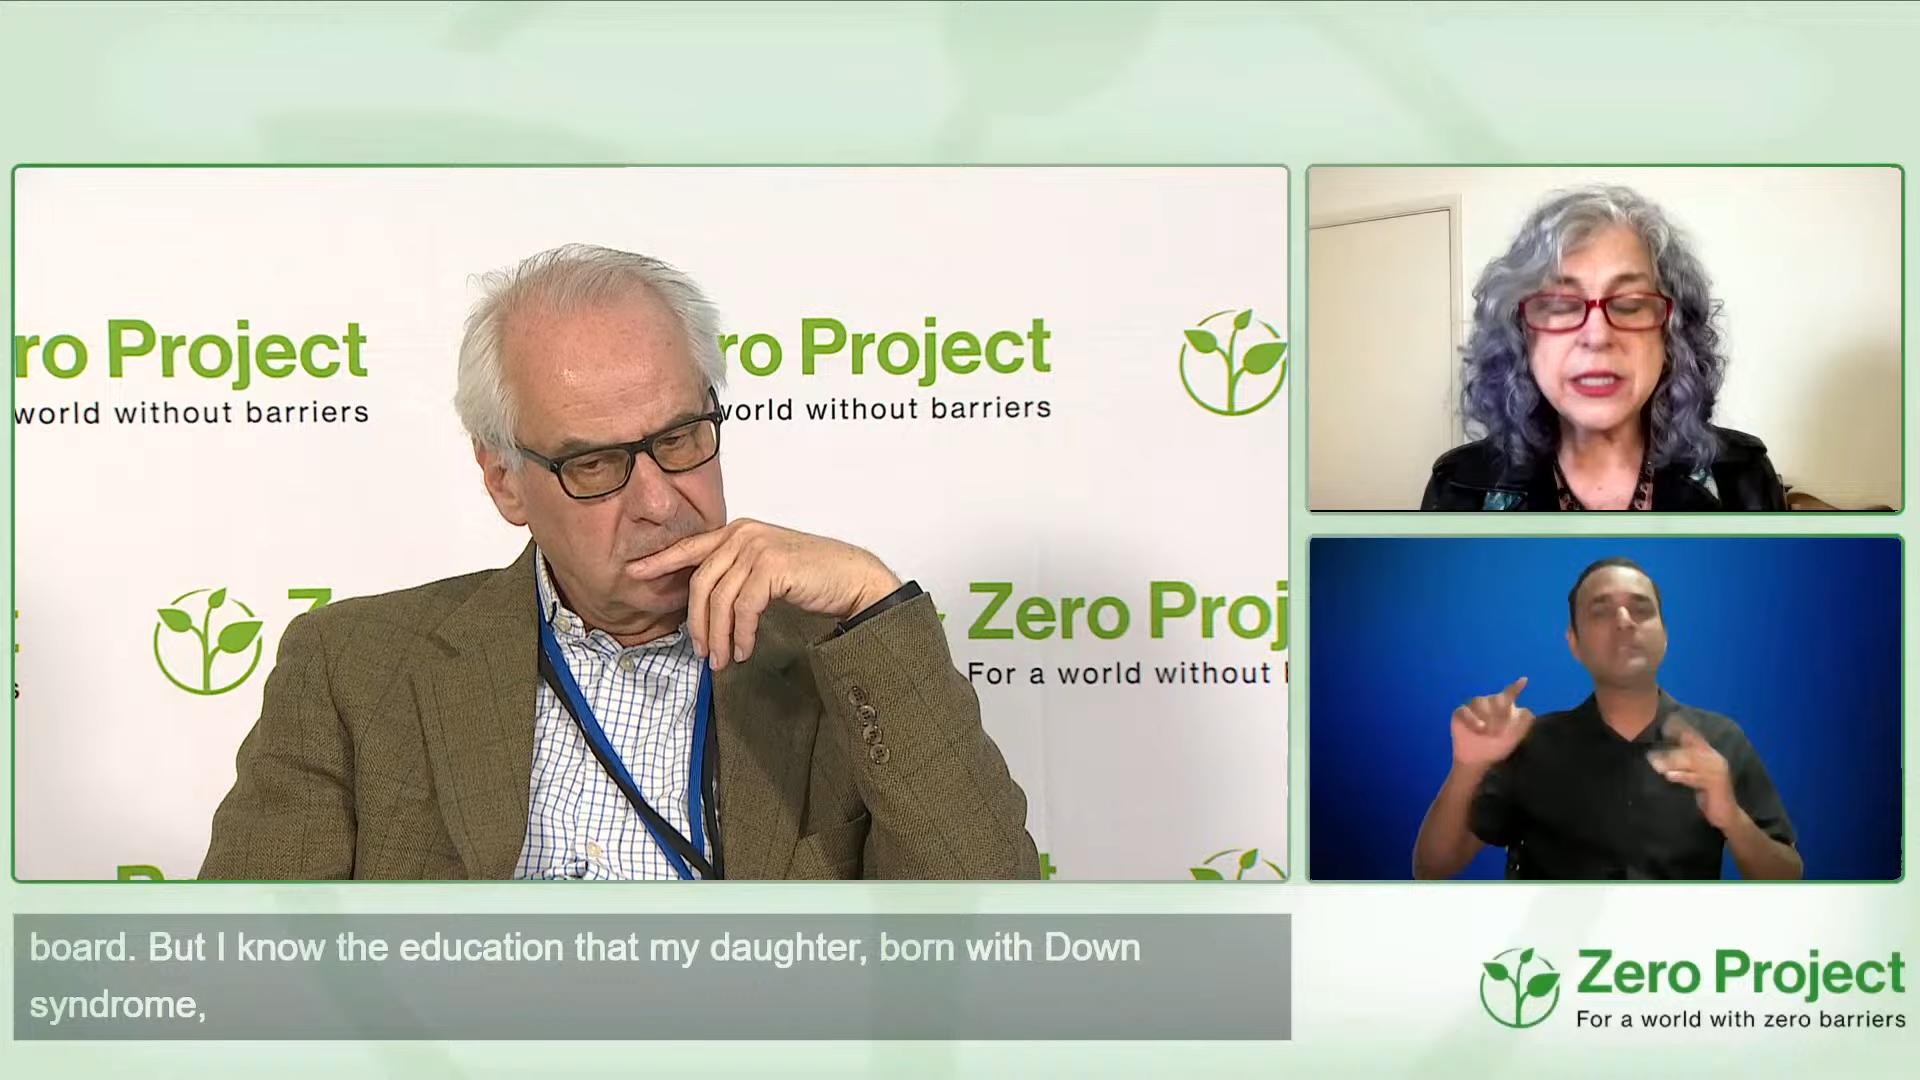 ro Project
world without barriers
ro Project
world without barriers
Zero Proj
For a world without
board. But I know the education that my daughter, born with Down
syndrome,
Zero Project
For a world with zero barriers